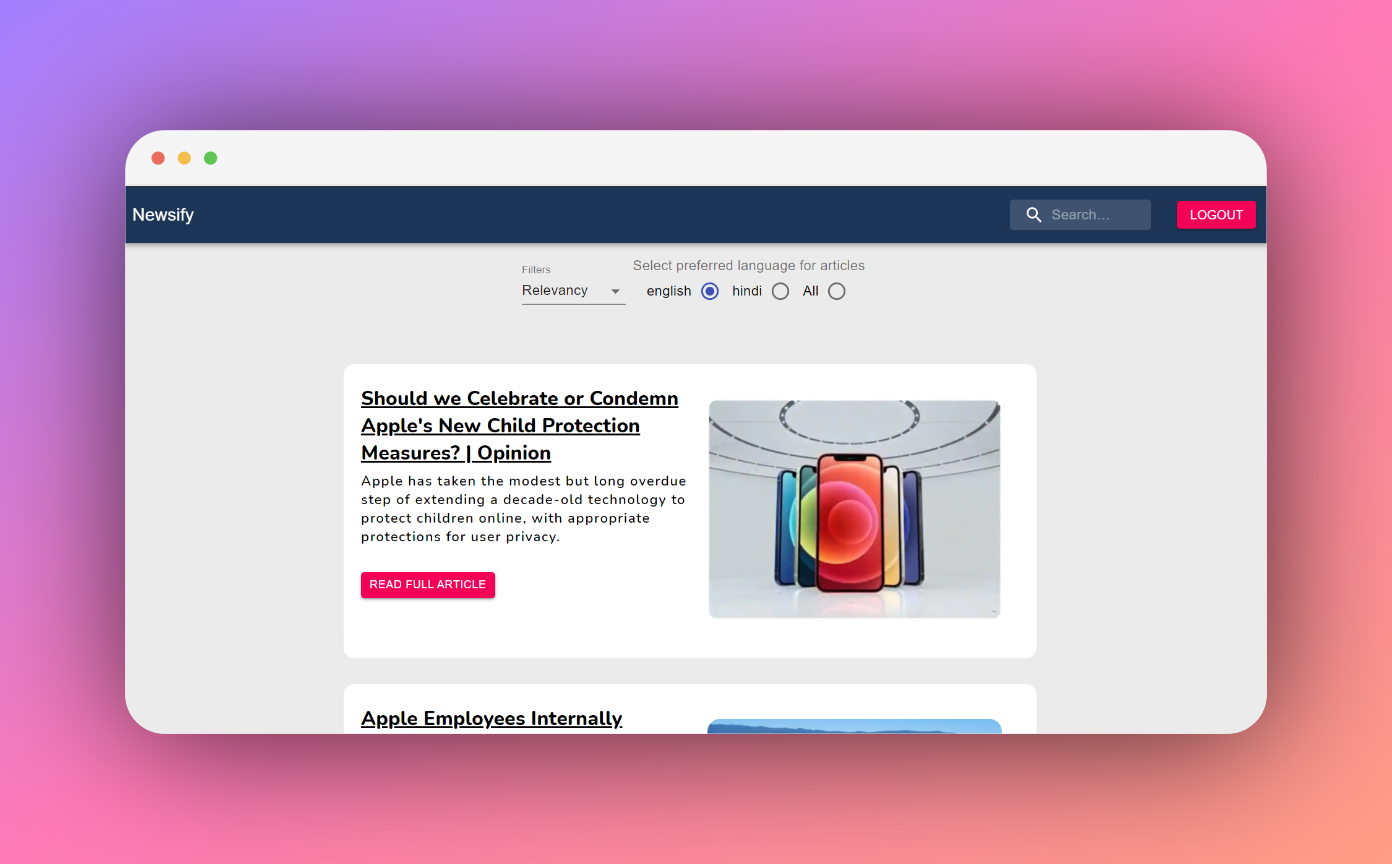 Newsify
Search...
LOGOUT
Filters
Relevancy
Select preferred language for articles
english hindi All
Should we Celebrate or Condemn
Apple's New Child Protection
Measures? | Opinion
Apple has taken the modest but long overdue
step of extending a decade-old technology to
protect children online, with appropriate
protections for user privacy.
READ FULL ARTICLE
Apple Employees Internally